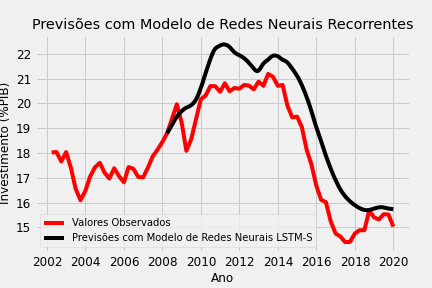 Previsões com Modelo de Redes Neurais Recorrentes
Investimento (%PIB)
22
21
20
19
18
17
16
15
Valores Observados
Previsões com Modelo de Redes Neurais LSTM-S
2002 2004 2006 2008 2010 2012 2014 2016 2018 2020
Ano